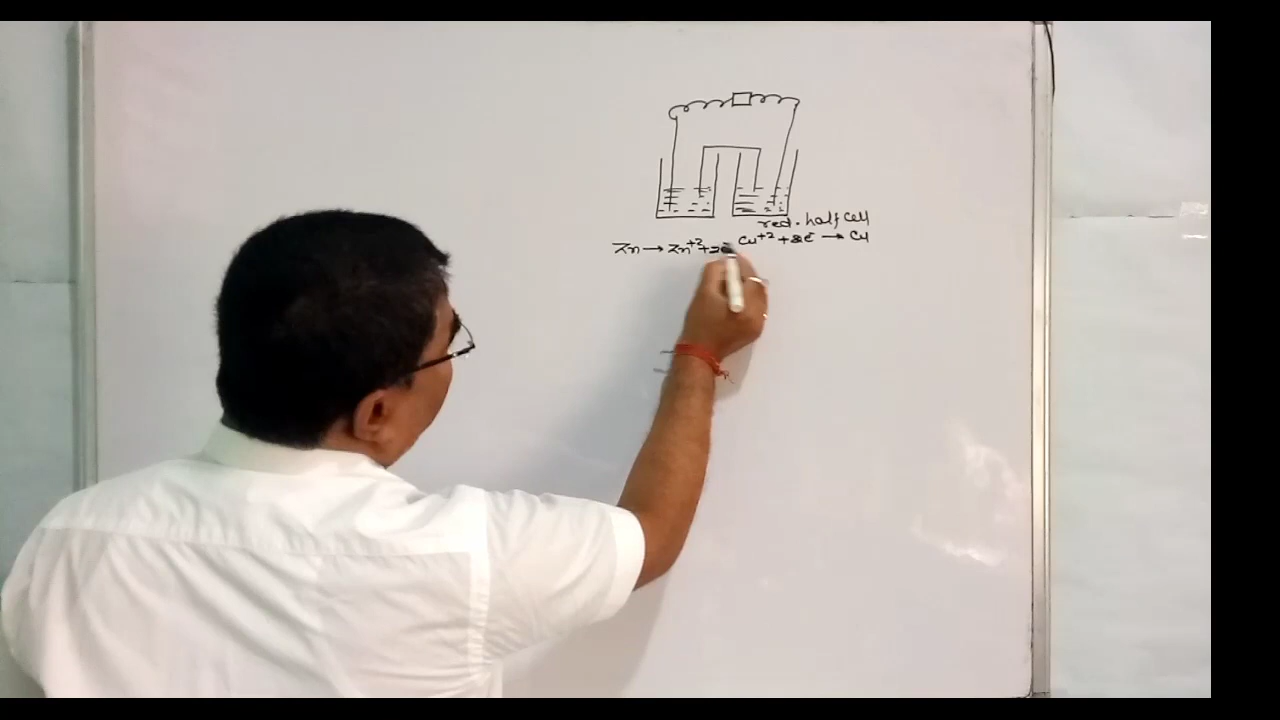 red. half cell
Zn → Zn+2 + 2e Cu+2 + 2e → Cu